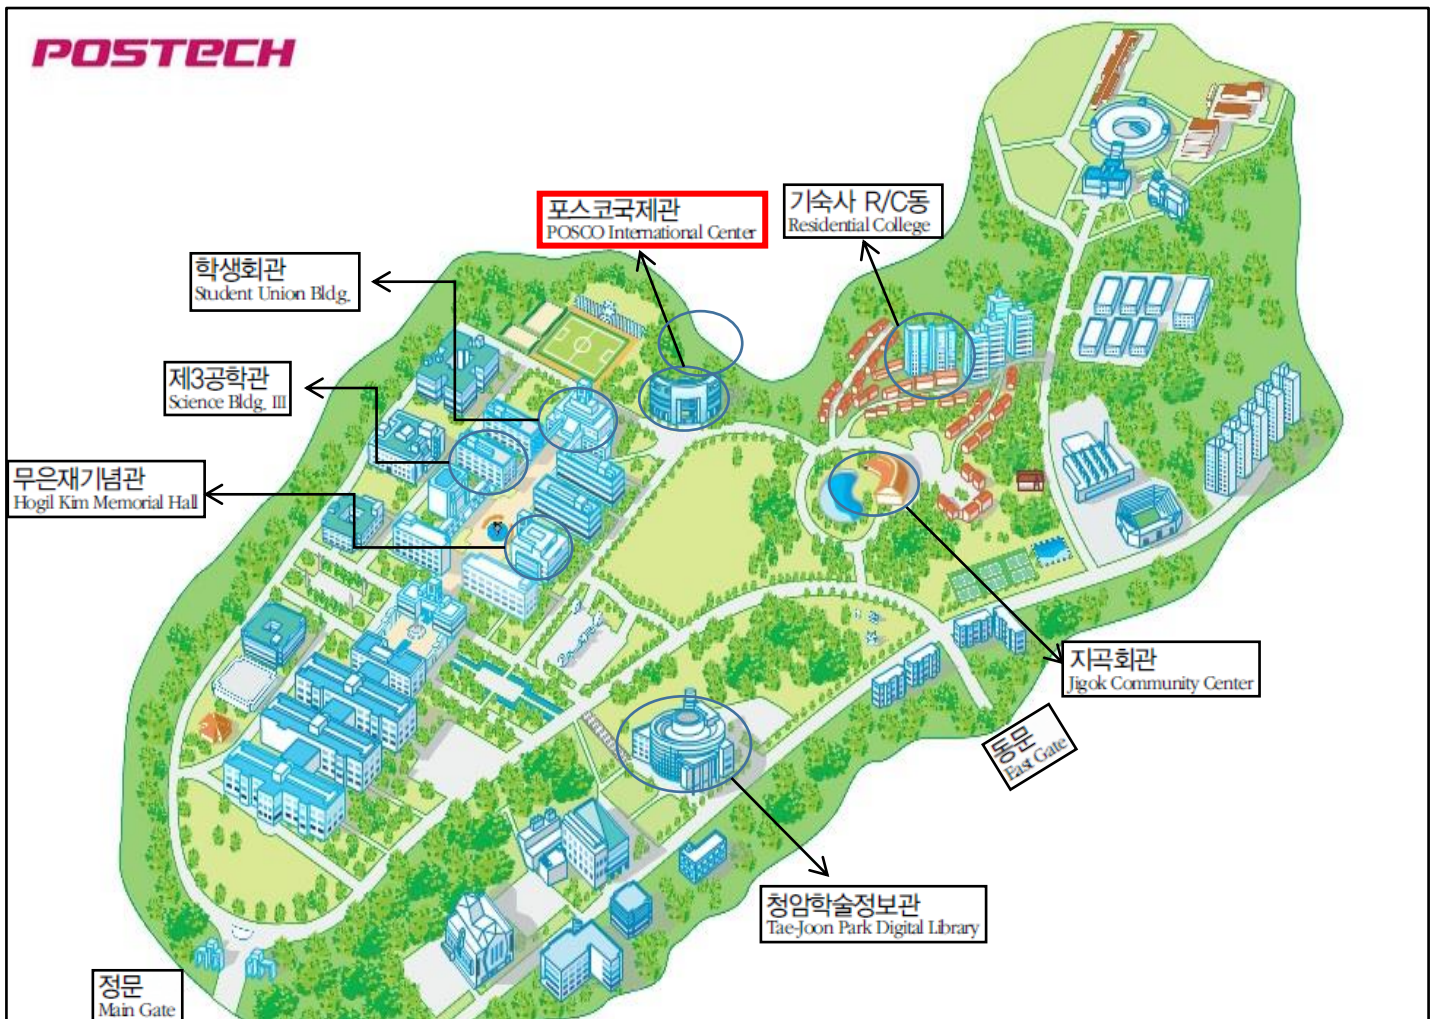 POSTECH
포스코국제관
POSCO International Center
기숙사 R/C동
Residential College
학생회관
Student Union Bldg.
제3공학관
Science Bldg. III
무은재기념관
Hogil Kim Memorial Hall
지곡회관
Jigok Community Center
동문
East Gate
청암학술정보관
Tae-Joon Park Digital Library
정문
Main Gate